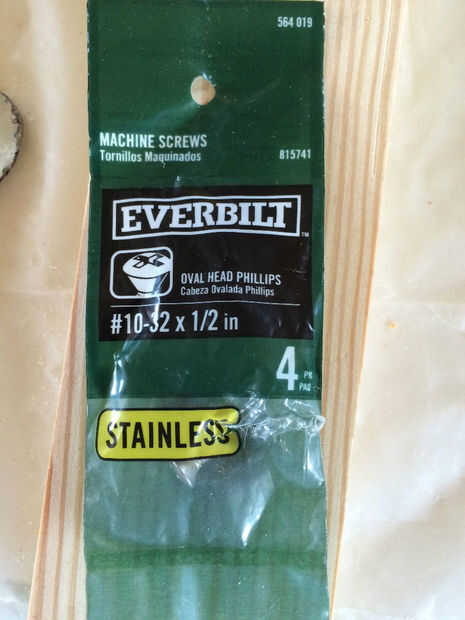 564 019
MACHINE SCREWS
Tornillos Maquinados
815741
EVERBILT
TM
OVAL HEAD PHILLIPS
Cabeza Ovalada Phillips
#10-32 x 1/2 in
4 PK
PAQ
STAINLESS